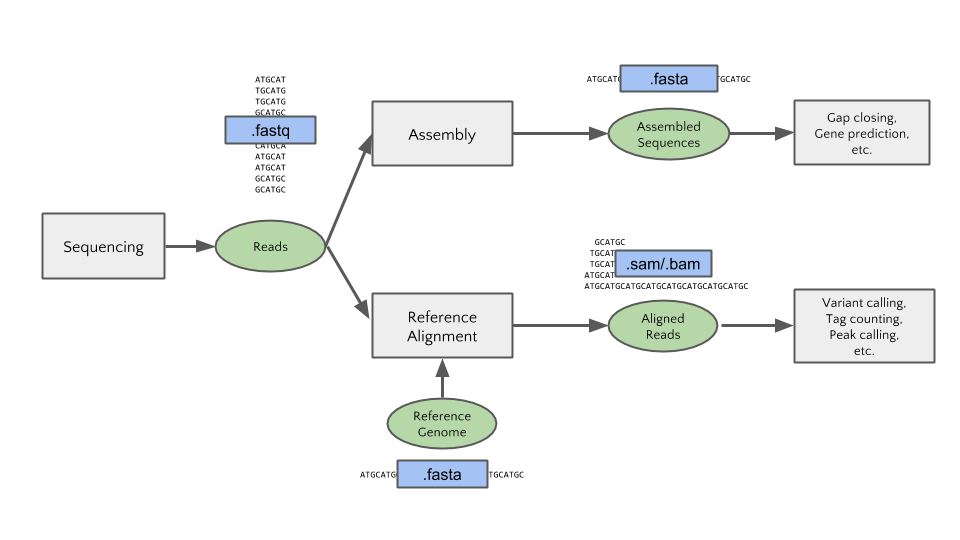 ATGCAT
TGCATG
TGCATG
GCATGC
.fastq
CATGCA
ATGCAT
ATGCAT
GCATGC
GCATGC
Sequencing
Reads
Assembly
ATGCATG .fasta TGCATGC
Assembled
Sequences
Gap closing,
Gene prediction,
etc.
Reference
Alignment
GCATGC
TGCAT
TGCAT .sam/.bam
ATGCAT
ATGCATGCATGCATGCATGCATGCATGCATGC
Aligned
Reads
Variant calling,
Tag counting,
Peak calling,
etc.
Reference
Genome
ATGCATG .fasta TGCATGC